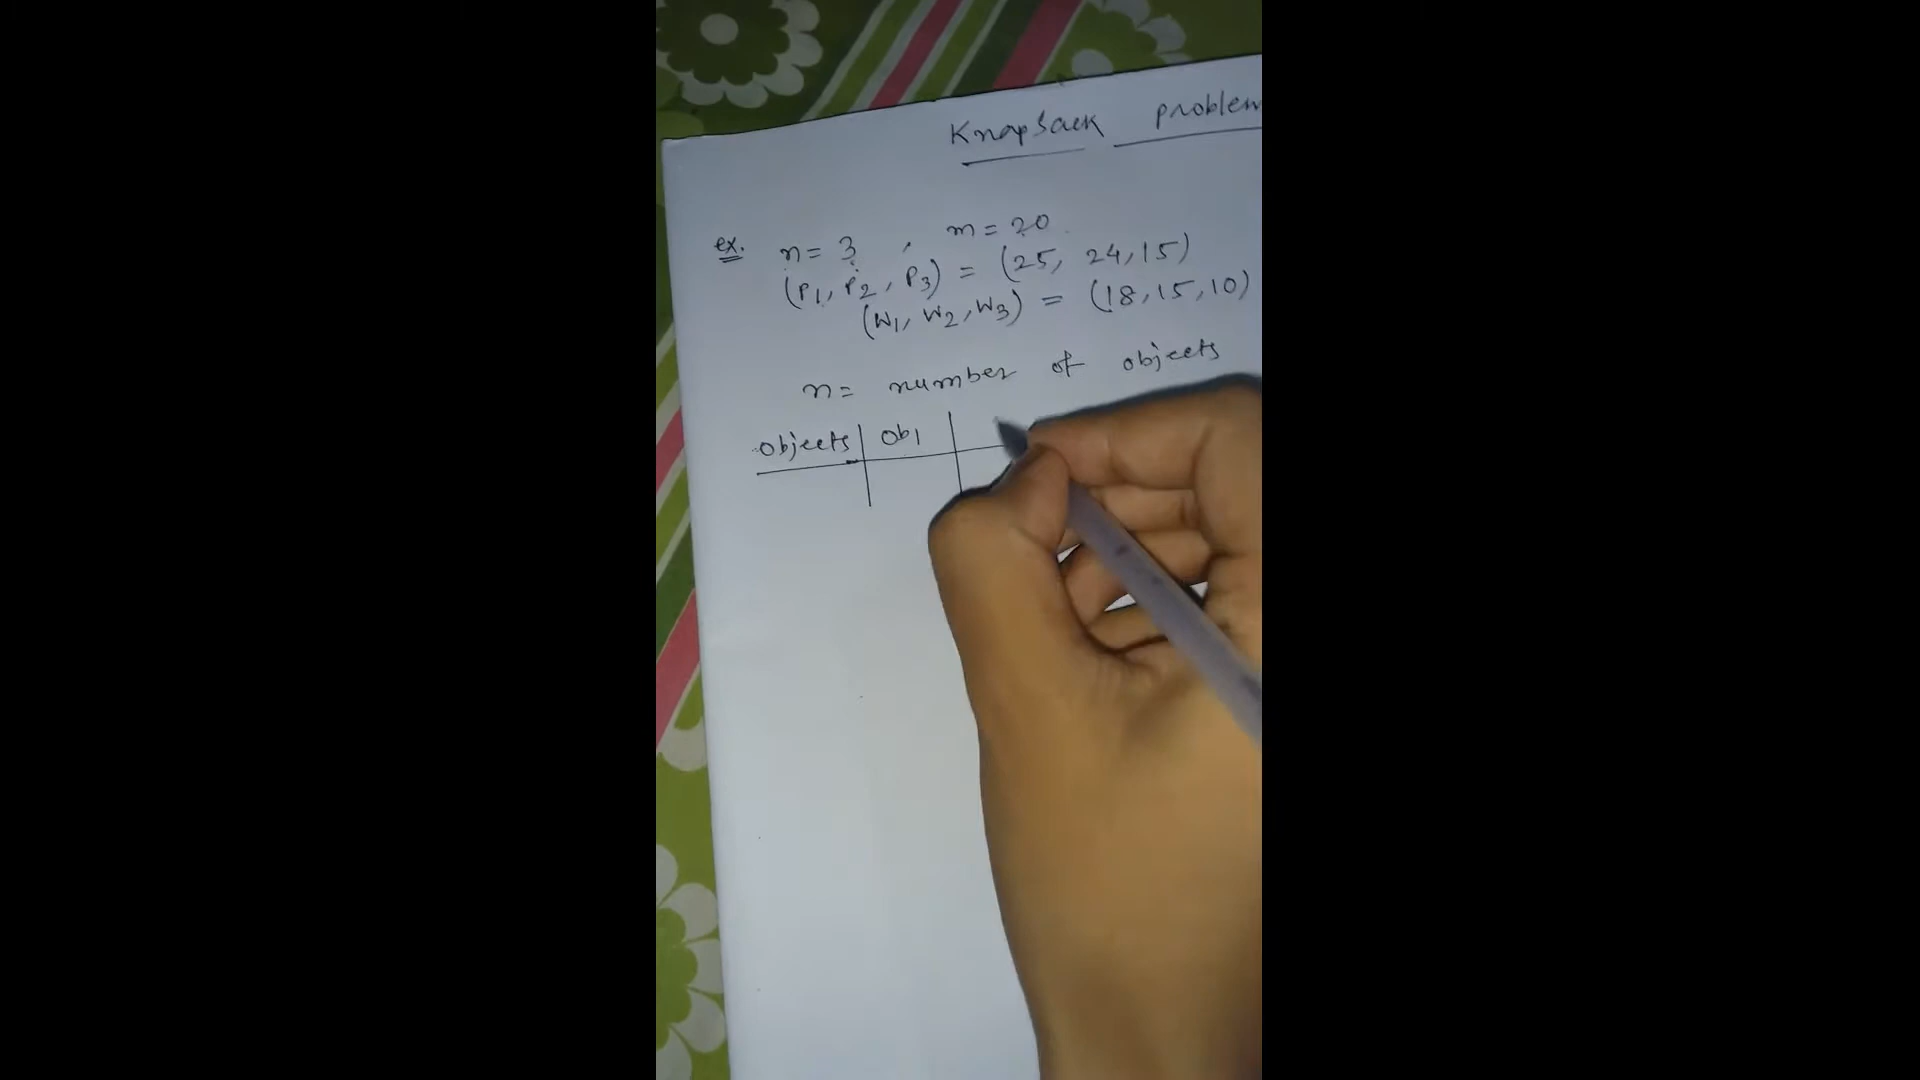 Knapsack problem
ex. n = 3 , m = 20
(P1, P2, P3) = (25, 24, 15)
(W1, W2, W3) = (18, 15, 10)
n = number of objects
objects | Ob1 |